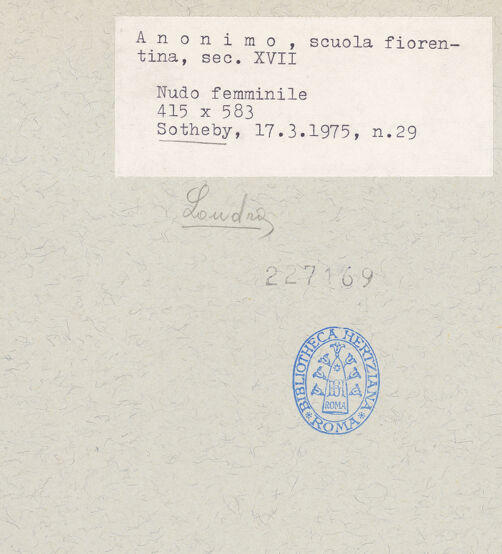 A n o n i m o , scuola fioren-
tina, sec. XVII
Nudo femminile
415 x 583
Sotheby, 17.3.1975, n.29
Londra
227169
BIBLIOTHECA HERTZIANA
ROMA
*ROMA*